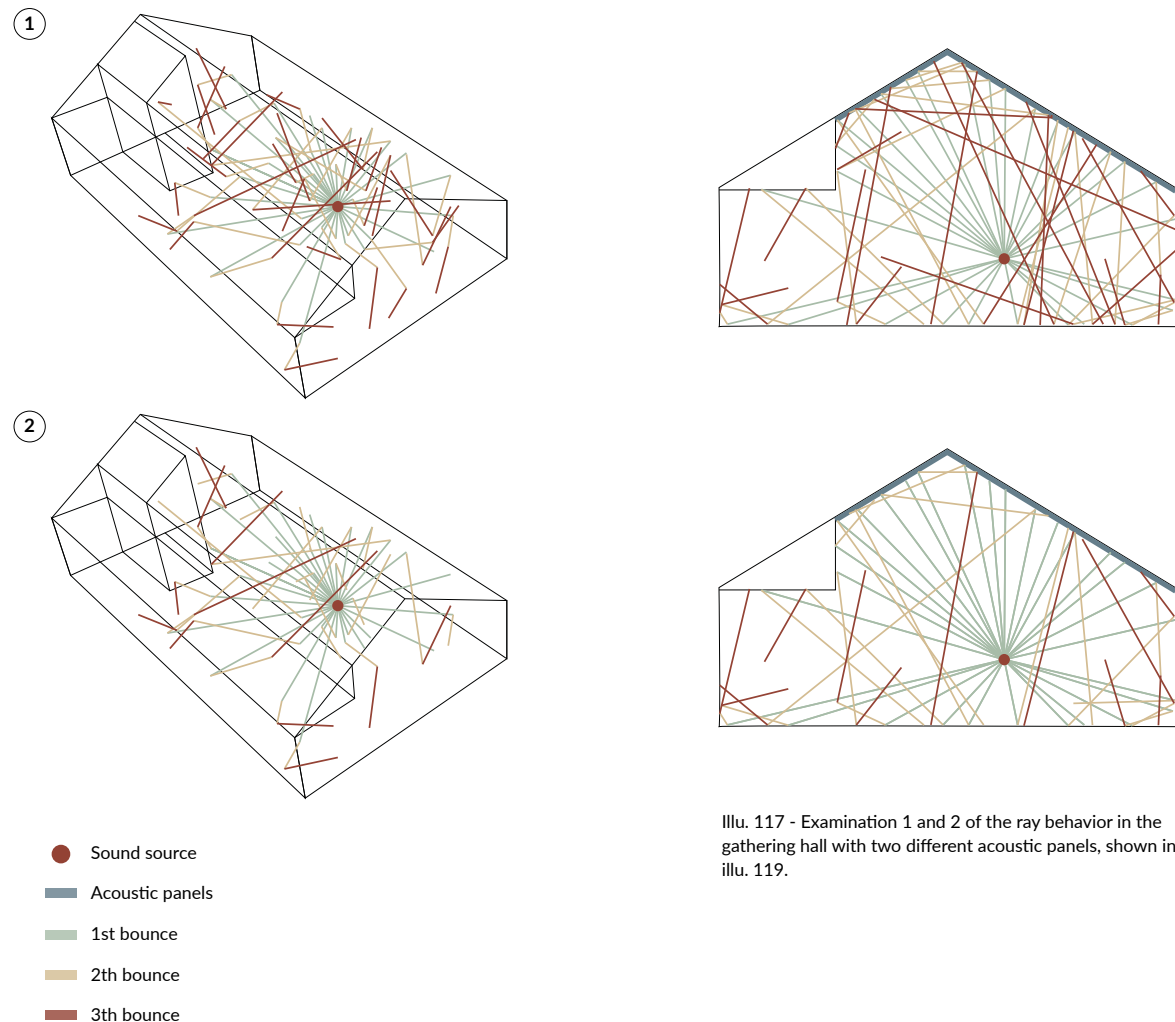 1
2
Illu. 117 - Examination 1 and 2 of the ray behavior in the
gathering hall with two different acoustic panels, shown in
illu. 119.
Sound source
Acoustic panels
1st bounce
2th bounce
3th bounce